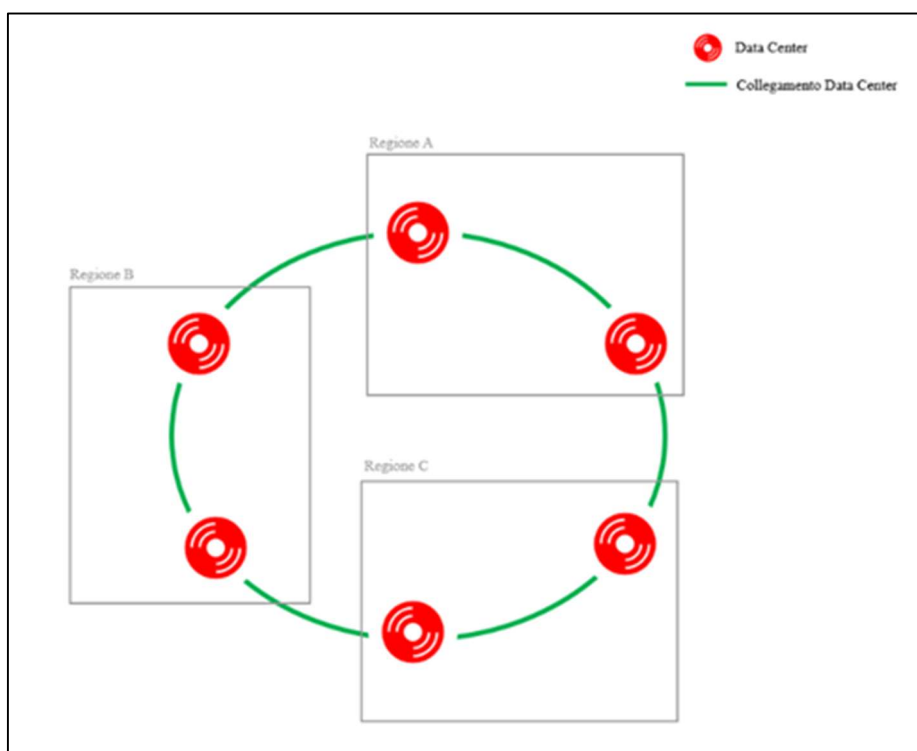 Data Center
Collegamento Data Center
Regione A
Regione B
Regione C